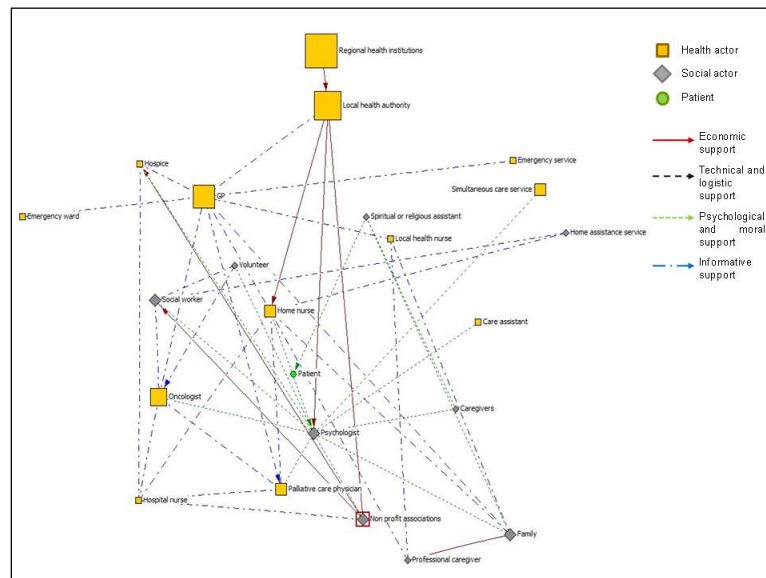 Regional health institutions
Health actor
Social actor
Patient
Local health authority
Economic
support
Technical and
logistic
support
Psychological
and moral
support
Informative
support
Hospice
Emergency service
GP
Simultaneous care service
Emergency ward
Spiritual or religious assistant
Local health nurse
Home assistance service
Volunteer
Social worker
Home nurse
Care assistant
Patient
Oncologist
Caregivers
Psychologist
Palliative care physician
Hospital nurse
Non profit associations
Family
Professional caregiver